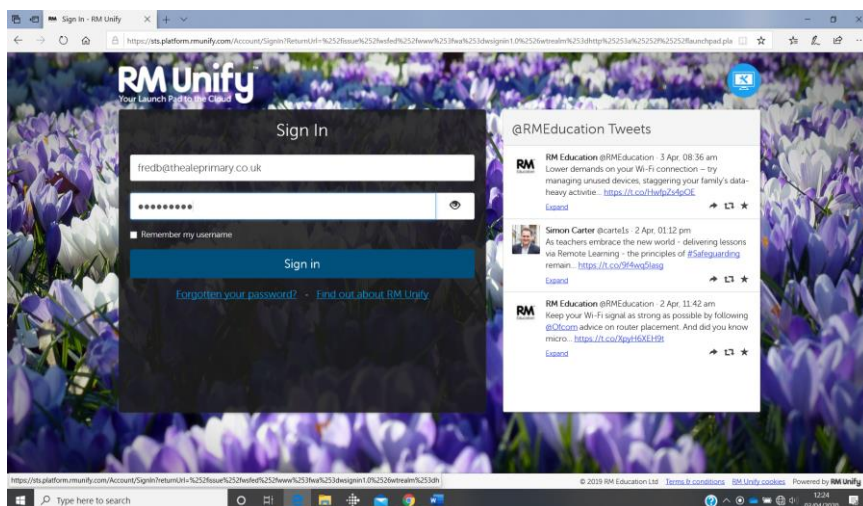 Sign In - RM Unify
https://sts.platform.rmunify.com/Account/SignIn?ReturnUrl=%252fissue%252fwsfed%252fwww%253fwa%253dwsignin1.0%2526wtrealm%253dhttp%25253a%25252f%25252flaunchpad.pla
RM Unify
Your Launch Pad to the Cloud
Sign In
fredb@thealeprimary.co.uk
Remember my username
Sign in
Forgotten your password? - Find out about RM Unify
@RMEducation Tweets
RM Education @RMEducation · 3 Apr, 08:36 am
Lower demands on your Wi-Fi connection – try
managing unused devices, staggering your family's data-
heavy activitie... https://t.co/HwfpZs4pOE
Expand
Simon Carter @carte1s · 2 Apr, 01:12 pm
As teachers embrace the new world - delivering lessons
via Remote Learning - the principles of #Safeguarding
remain... https://t.co/9f4wq5lasg
Expand
RM Education @RMEducation · 2 Apr, 11:42 am
Keep your Wi-Fi signal as strong as possible by following
@Ofcom advice on router placement. And did you know
micro... https://t.co/XpyH6XEH9t
Expand
https://sts.platform.rmunify.com/Account/SignIn?returnUrl=%252fissue%252fwsfed%252fwww%253fwa%253dwsignin1.0%2526wtrealm%253dh
© 2019 RM Education Ltd Terms & conditions RM Unify cookies Powered by RM Unify
Type here to search
12:24
03/04/2020